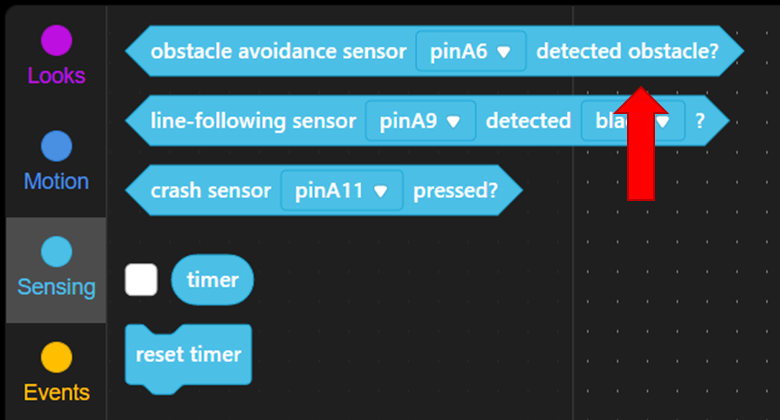 Looks
Motion
Sensing
Events
obstacle avoidance sensor pinA6 detected obstacle?
line-following sensor pinA9 detected ?
crash sensor pinA11 pressed?
timer
reset timer